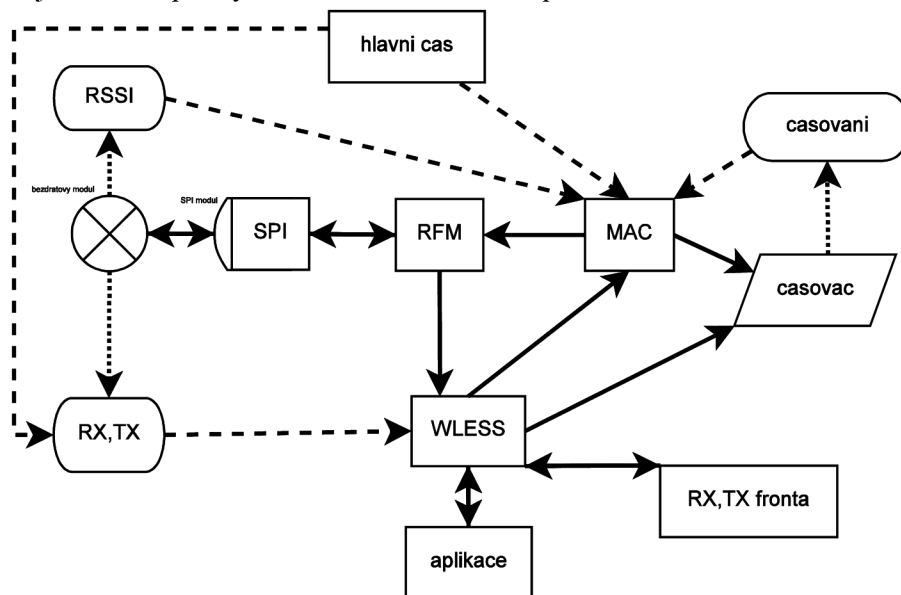 hlavni cas
RSSI
casovani
bezdratovy modul
SPI modul
SPI
RFM
MAC
casovac
RX,TX
WLESS
RX,TX fronta
aplikace